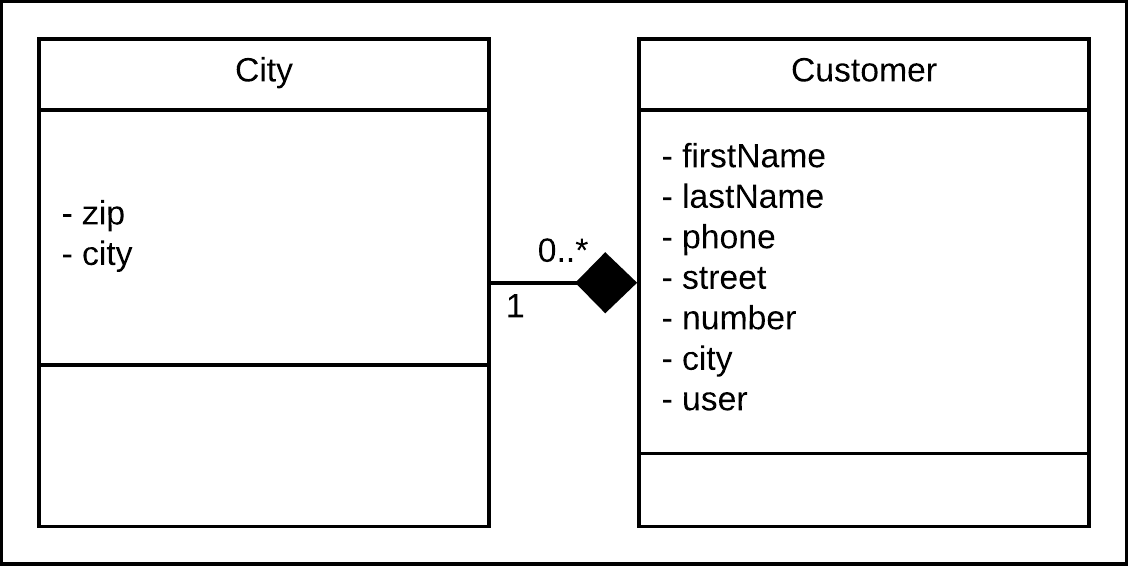 City
- zip
- city
0..*
1
Customer
- firstName
- lastName
- phone
- street
- number
- city
- user